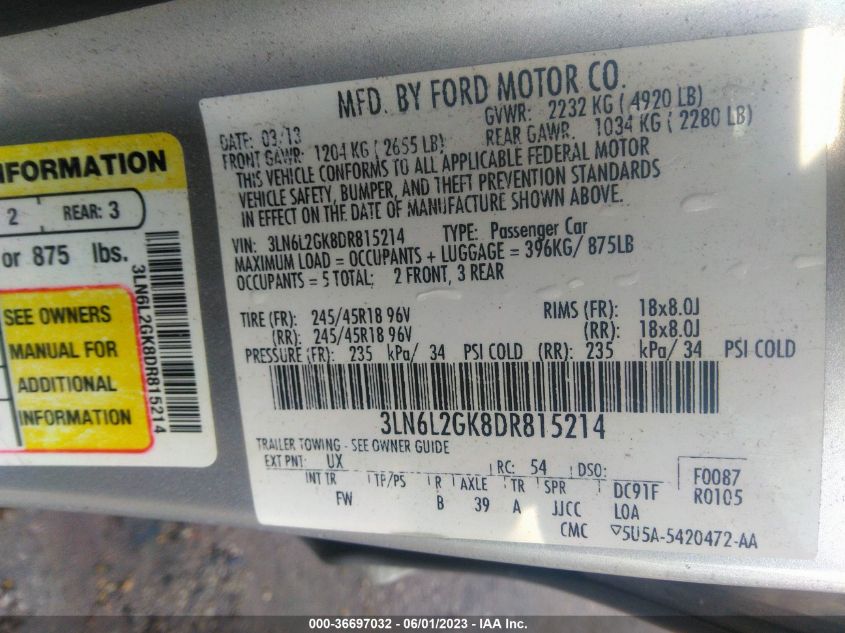 NFORMATION
2 REAR: 3
or 875 lbs.
SEE OWNERS
MANUAL FOR
ADDITIONAL
INFORMATION
3LN6L2GK8DR815214
MFD. BY FORD MOTOR CO.
DATE: 03/13 GVWR: 2232 KG ( 4920 LB)
FRONT GAWR: 1204 KG ( 2655 LB) REAR GAWR: 1034 KG ( 2280 LB)
THIS VEHICLE CONFORMS TO ALL APPLICABLE FEDERAL MOTOR
VEHICLE SAFETY, BUMPER, AND THEFT PREVENTION STANDARDS
IN EFFECT ON THE DATE OF MANUFACTURE SHOWN ABOVE.
VIN: 3LN6L2GK8DR815214 TYPE: Passenger Car
MAXIMUM LOAD = OCCUPANTS + LUGGAGE = 396KG/ 875LB
OCCUPANTS = 5 TOTAL: 2 FRONT, 3 REAR
TIRE (FR): 245/45R18 96V RIMS (FR): 18x8.0J
(RR): 245/45R18 96V (RR): 18x8.0J
PRESSURE (FR): 235 kPa/ 34 PSI COLD (RR): 235 kPa/ 34 PSI COLD
3LN6L2GK8DR815214
TRAILER TOWING - SEE OWNER GUIDE
EXT PNT: UX RC: 54 DSO: F0087
INT TR TP/PS R AXLE TR SPR DC91F R0105
FW B 39 A JJCC LOA
CMC ▽5U5A-5420472-AA
000-36697032 - 06/01/2023 - IAA Inc.